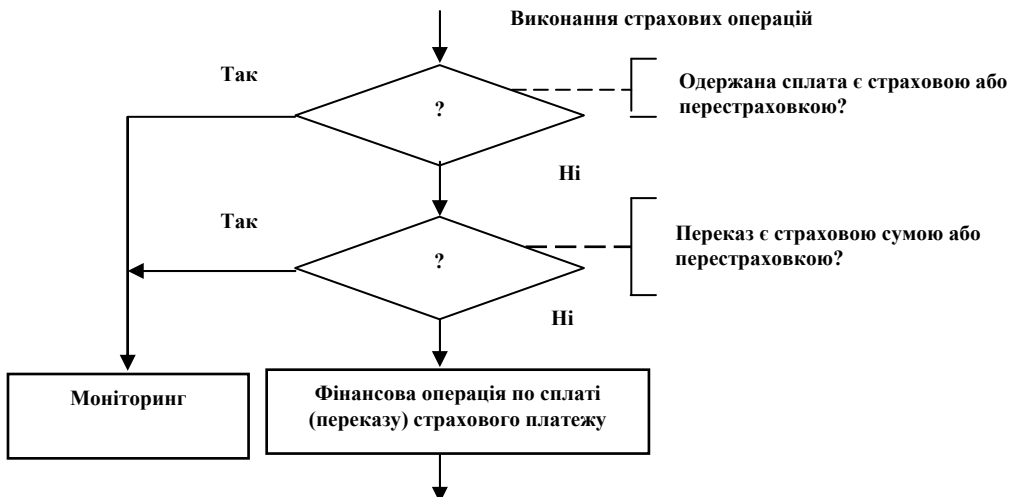 Виконання страхових операцій
Так
Одержана сплата є страховою або
перестраховкою?
?
Ні
Так
Переказ є страховою сумою або
перестраховкою?
?
Ні
Моніторинг
Фінансова операція по сплаті
(переказу) страхового платежу